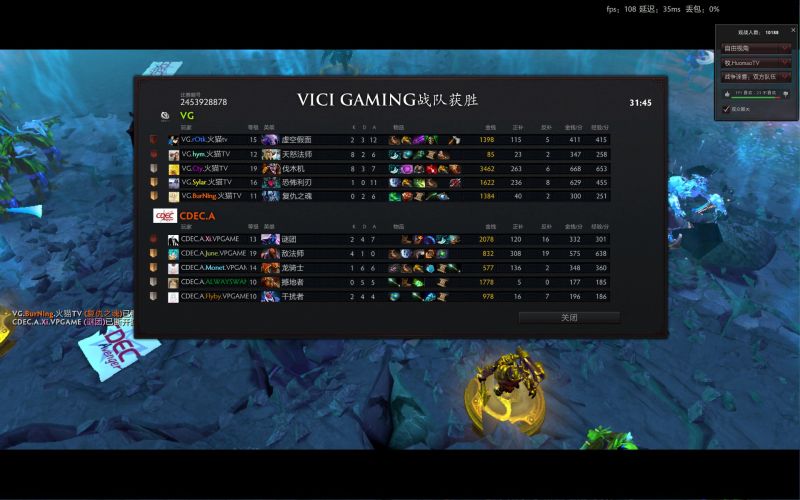 fps: 108 延迟: 35ms 丢包: 0%
观战人数: 10188
自由视角
敉.HuomaoTV
战争迷雾: 双方队伍
观众聊天
比赛编号
2453928878
VICI GAMING战队获胜
31:45
VG
玩家 等级 英雄 K D A 物品 金钱 正补 反补 金钱/分 经验/分
VG.rOtk.火猫tv 15 虚空假面 2 3 12 1398 115 5 411 415
VG.hym.火猫TV 12 天怒法师 8 2 6 85 23 2 347 258
VG.Cty.火猫TV 19 伐木机 8 3 7 3462 263 6 668 653
VG.Sylar.火猫TV 16 恐怖利刃 1 0 11 1622 236 8 629 455
VG.BurNIng.火猫TV 11 复仇之魂 0 2 6 1384 40 2 300 251
CDEC.A
玩家 等级 英雄 K D A 物品 金钱 正补 反补 金钱/分 经验/分
CDEC.A.Xi.VPGAME 13 谜团 2 4 7 2078 120 16 332 301
CDEC.A.June.VPGAME 19 敌法师 4 1 0 832 308 19 575 638
CDEC.A.Monet.VPGAM 14 龙骑士 1 6 6 577 136 2 348 360
CDEC.A.ALWAYSWAN 10 撼地者 0 5 5 1778 5 0 177 185
CDEC.A.Flyby.VPGAME 10 干扰者 2 4 4 978 16 7 196 186
关闭
VG.BurNIng.火猫TV (复仇之魂)已断
CDEC.A.Xi.VPGAME (谜团)已断开
CDEC
Avenger